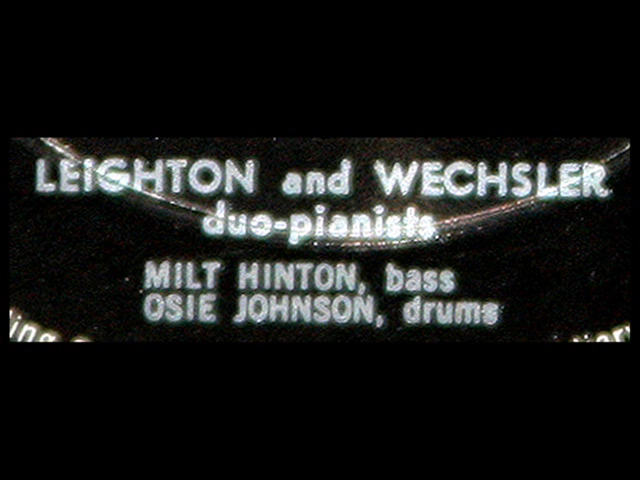 LEIGHTON and WECHSLER
duo-pianists
MILT HINTON, bass
OSIE JOHNSON, drums